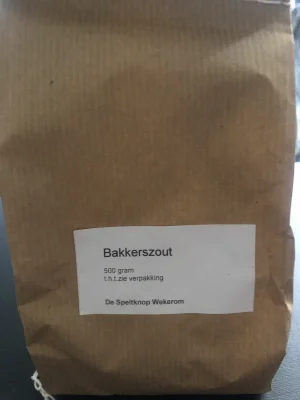 Bakkerszout
500 gram
t.h.t.zie verpakking
De Speltknop Wekerom